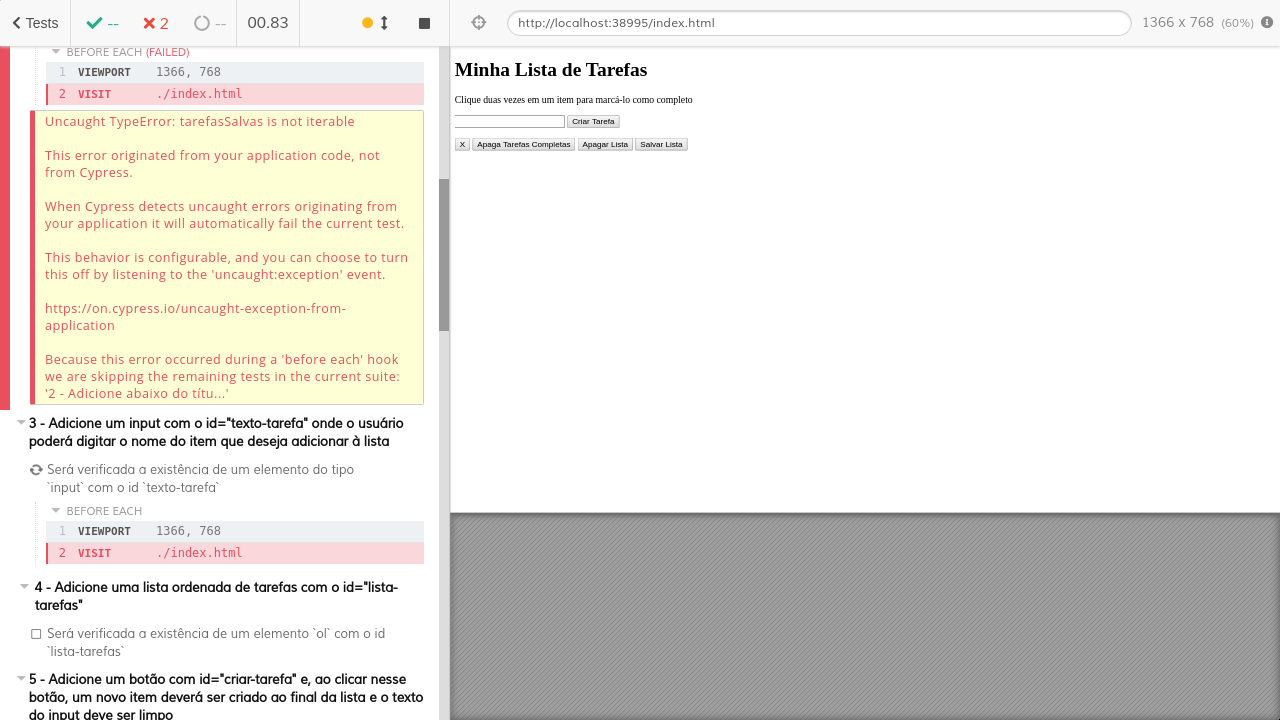 Tests
--
2
--
00.83
http://localhost:38995/index.html
1366 x 768 (60%)
BEFORE EACH (FAILED)
1 VIEWPORT 1366, 768
2 VISIT ./index.html
Uncaught TypeError: tarefasSalvas is not iterable
This error originated from your application code, not
from Cypress.
When Cypress detects uncaught errors originating from
your application it will automatically fail the current test.
This behavior is configurable, and you can choose to turn
this off by listening to the 'uncaught:exception' event.
https://on.cypress.io/uncaught-exception-from-
application
Because this error occurred during a 'before each' hook
we are skipping the remaining tests in the current suite:
'2 - Adicione abaixo do títu...'
3 - Adicione um input com o id="texto-tarefa" onde o usuário
poderá digitar o nome do item que deseja adicionar à lista
Será verificada a existência de um elemento do tipo
`input` com o id `texto-tarefa`
BEFORE EACH
1 VIEWPORT 1366, 768
2 VISIT ./index.html
4 - Adicione uma lista ordenada de tarefas com o id="lista-
tarefas"
Será verificada a existência de um elemento `ol` com o id
`lista-tarefas`
5 - Adicione um botão com id="criar-tarefa" e, ao clicar nesse
botão, um novo item deverá ser criado ao final da lista e o texto
do input deve ser limpo
Minha Lista de Tarefas
Clique duas vezes em um item para marcá-lo como completo
Criar Tarefa
X Apaga Tarefas Completas Apagar Lista Salvar Lista